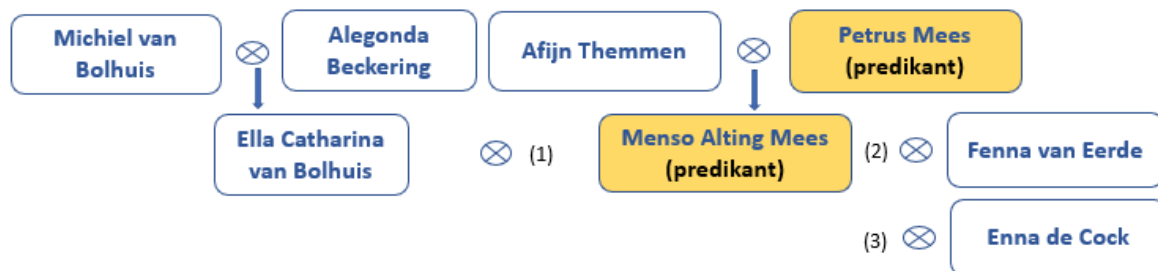 Michiel van
Bolhuis
Alegonda
Beckering
Afijn Themmen
Petrus Mees
(predikant)
Ella Catharina
van Bolhuis
(1)
Menso Alting Mees
(predikant)
(2)
Fenna van Eerde
(3)
Enna de Cock